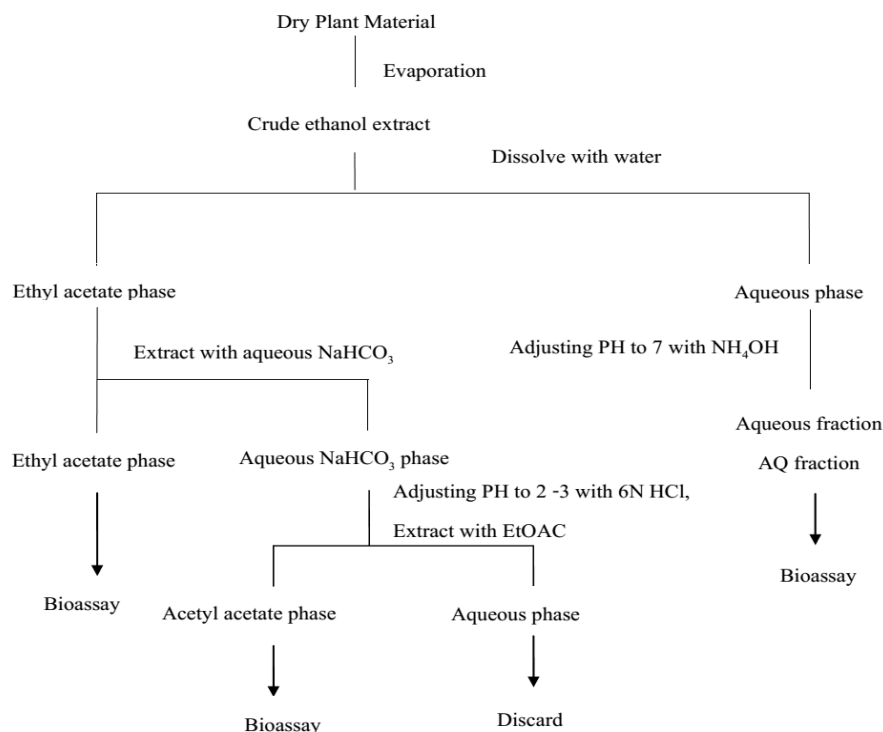 Dry Plant Material
Evaporation
Crude ethanol extract
Dissolve with water
Ethyl acetate phase
Aqueous phase
Extract with aqueous NaHCO₃
Adjusting PH to 7 with NH₄OH
Aqueous fraction
Ethyl acetate phase
Aqueous NaHCO₃ phase
AQ fraction
Adjusting PH to 2 -3 with 6N HCl,
Extract with EtOAC
Bioassay
Bioassay
Acetyl acetate phase
Aqueous phase
Bioassay
Discard